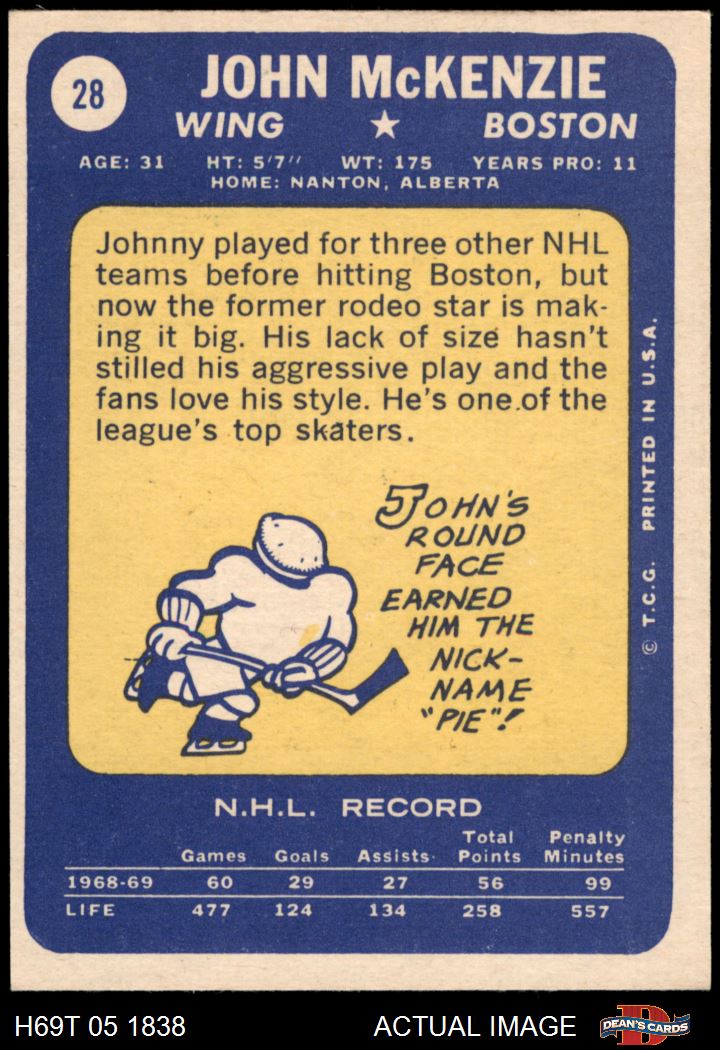 28
JOHN McKENZIE
WING ★ BOSTON
AGE: 31 HT: 5'7" WT: 175 YEARS PRO: 11
HOME: NANTON, ALBERTA
Johnny played for three other NHL
teams before hitting Boston, but
now the former rodeo star is mak-
ing it big. His lack of size hasn't
stilled his aggressive play and the
fans love his style. He's one of the
league's top skaters.
JOHN'S
ROUND
FACE
EARNED
HIM THE
NICK-
NAME
"PIE"!
© T.C.G. PRINTED IN U.S.A.
N.H.L. RECORD
Games Goals Assists Total Points Penalty Minutes
1968-69 60 29 27 56 99
LIFE 477 124 134 258 557
H69T 05 1838 ACTUAL IMAGE
D
DEAN'S CARDS